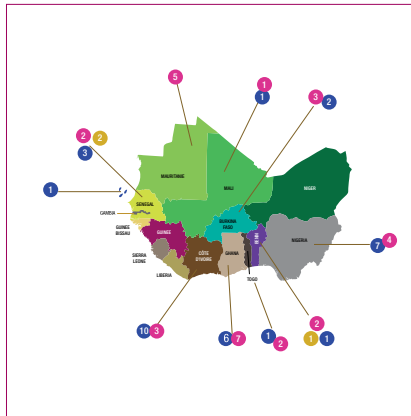 5
1
1
3
2
2
2
3
1
MAURITANIE
MALI
NIGER
SENEGAL
GAMBIA
GUINEE
BISSAU
GUINEE
BURKINA
FASO
BENIN
NIGERIA
SIERRA
LEONE
CÔTE
D'IVOIRE
GHANA
LIBERIA
TOGO
7
4
10
3
6
7
1
2
2
1
1